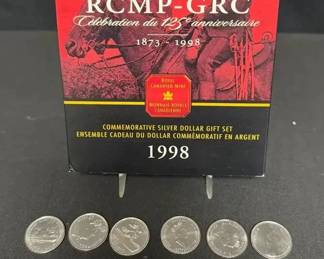 RCMP-GRC
Célébration du 125e anniversaire
1873 - 1998
ROYAL
CANADIAN MINT
MONNAIE ROYALE
CANADIENNE
COMMEMORATIVE SILVER DOLLAR GIFT SET
ENSEMBLE CADEAU DU DOLLAR COMMÉMORATIF EN ARGENT
1998